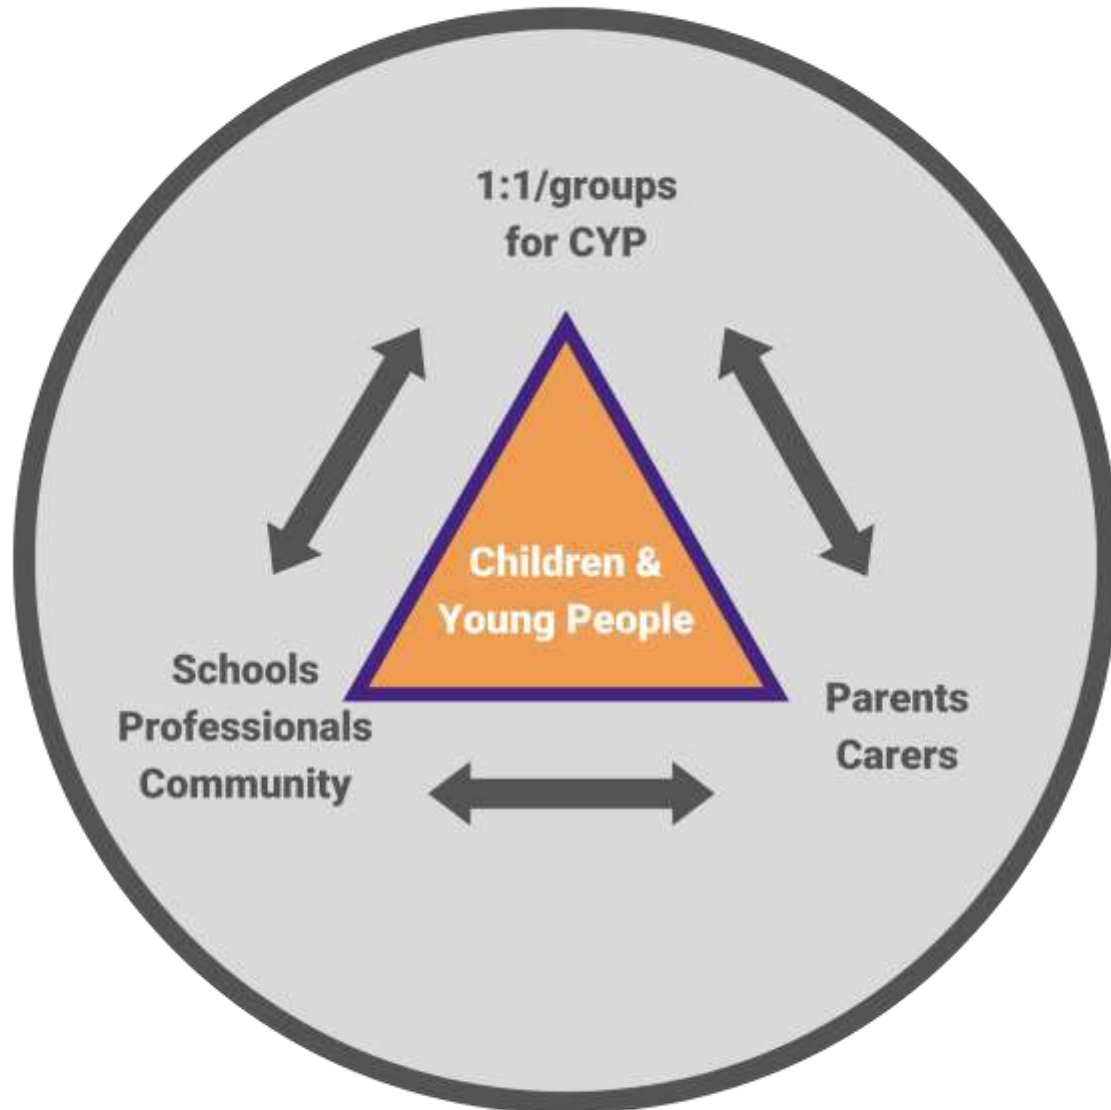 1:1/groups
for CYP
Children &
Young People
Schools
Professionals
Community
Parents
Carers